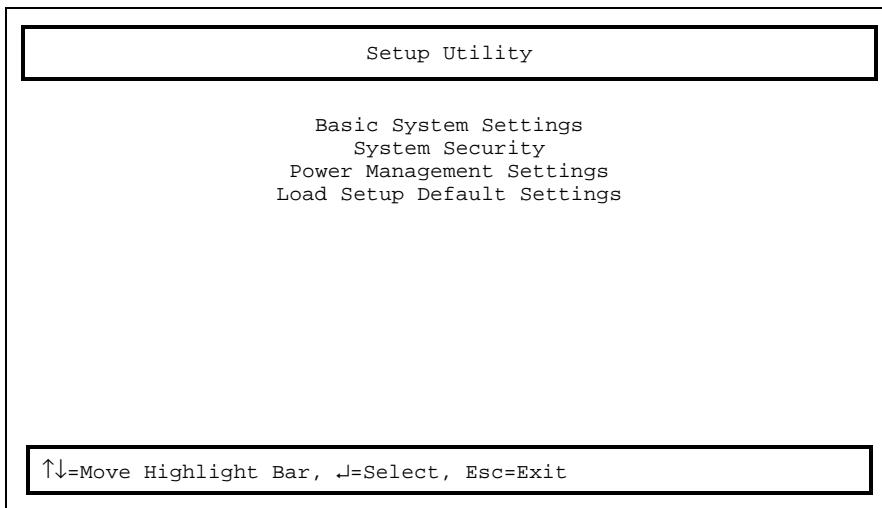 Setup Utility
Basic System Settings
System Security
Power Management Settings
Load Setup Default Settings
↑↓=Move Highlight Bar, ↵=Select, Esc=Exit